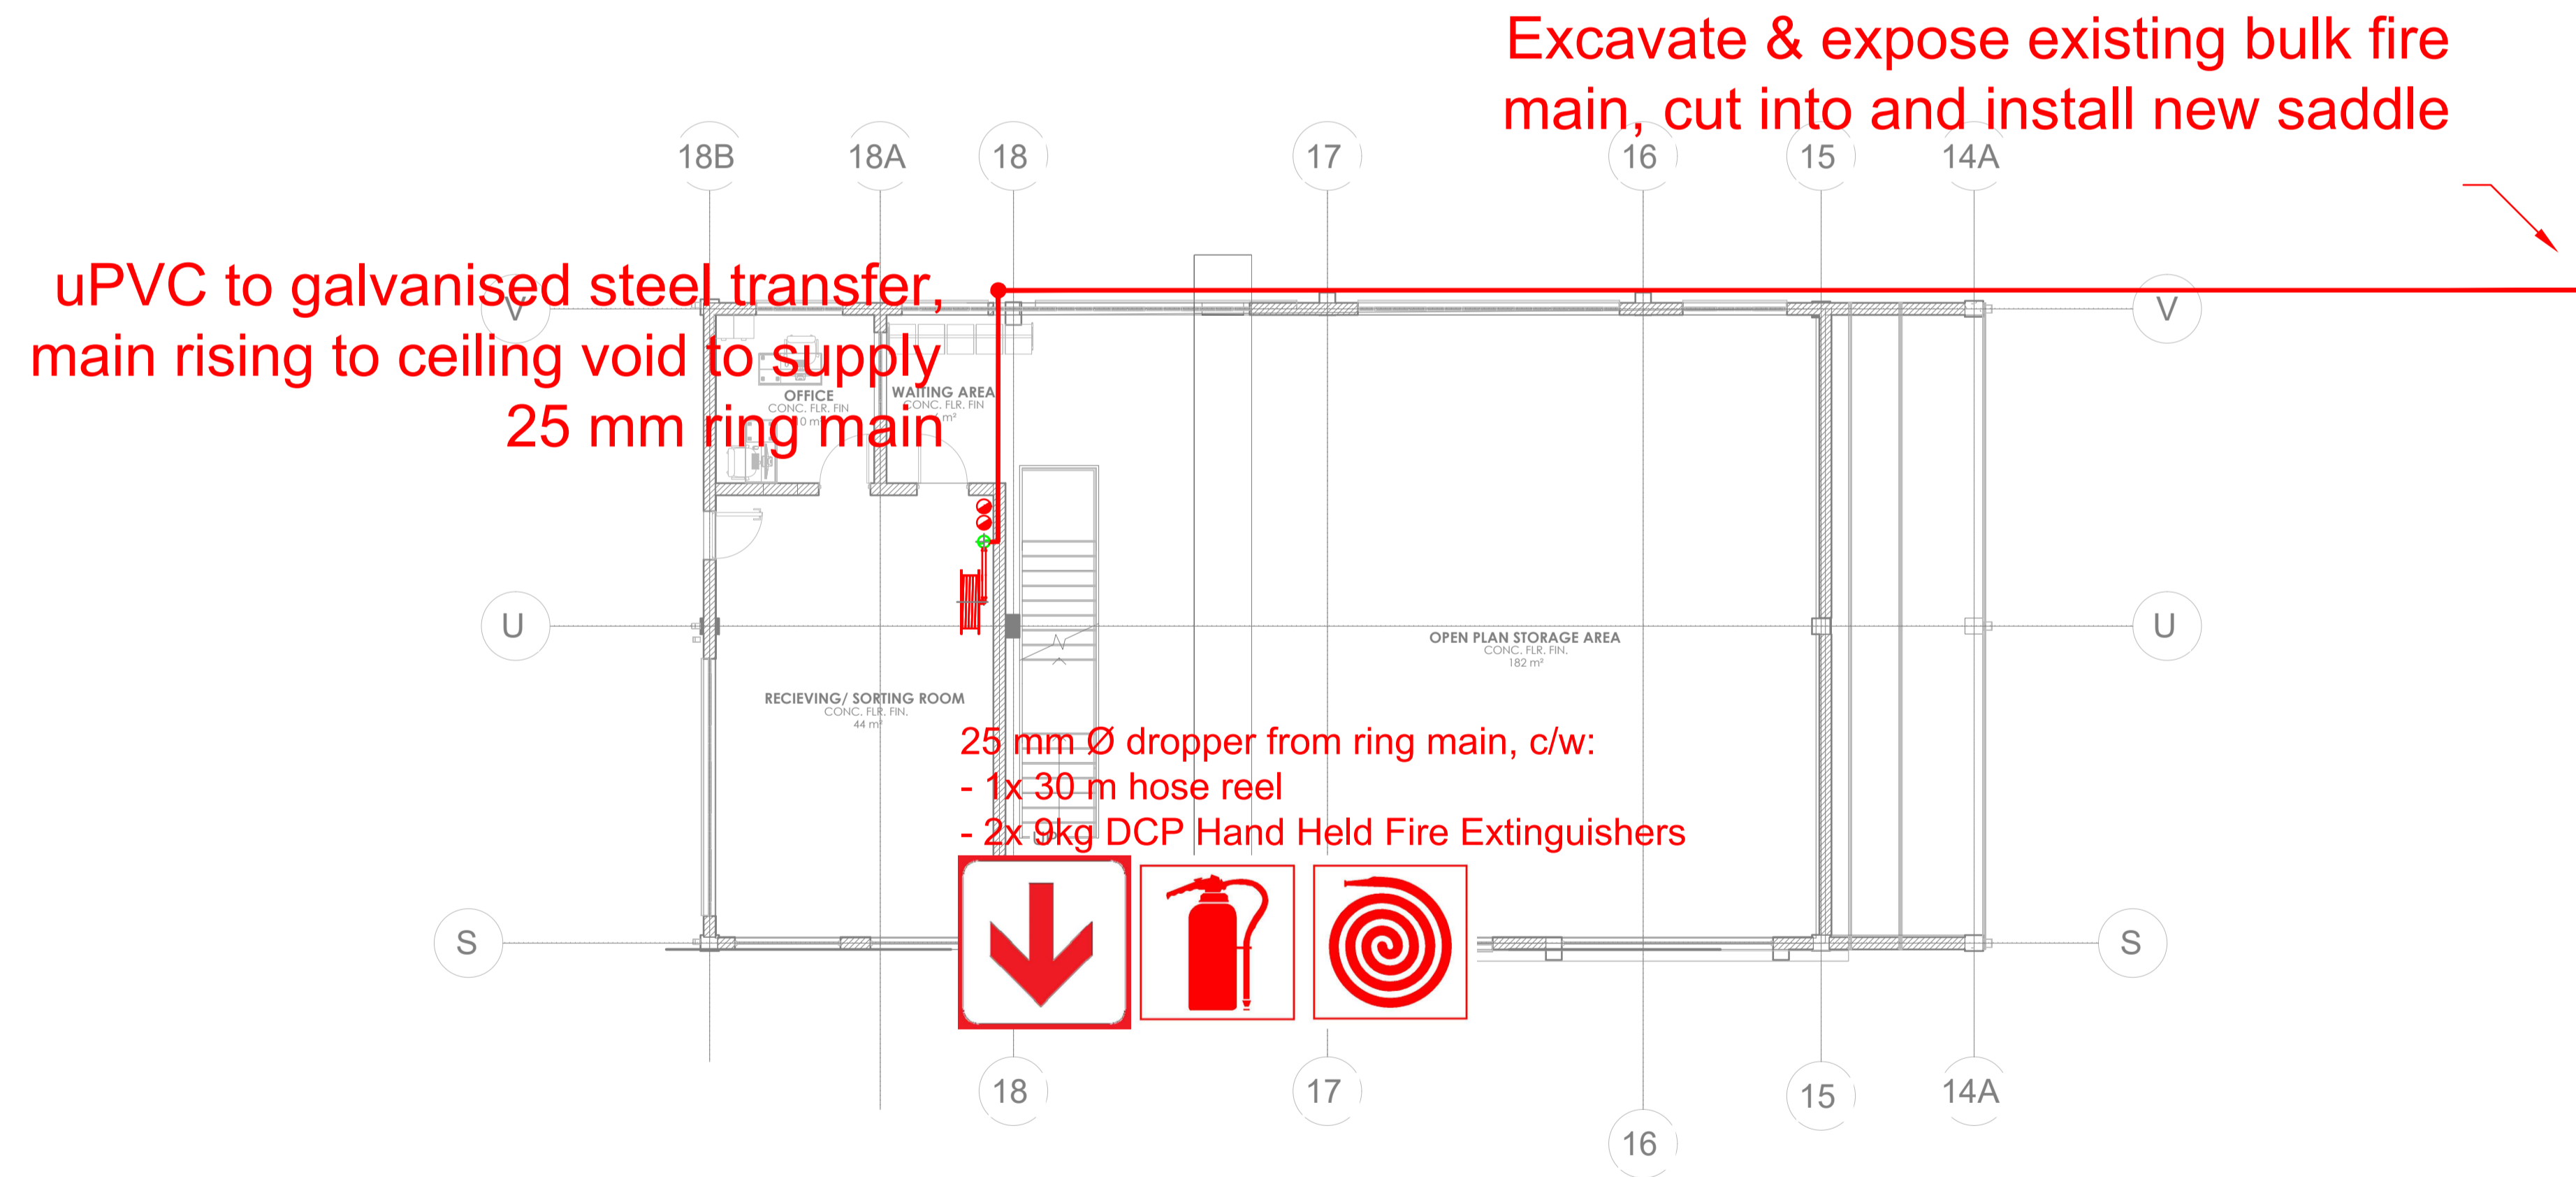 Excavate & expose existing bulk fire
main, cut into and install new saddle
18B
18A
18
17
16
15
14A
uPVC to galvanised steel transfer,
main rising to ceiling void to supply
25 mm ring main
V
V
OFFICE
CONC. FLR. FIN
WAITING AREA
CONC. FLR. FIN
m²
U
U
OPEN PLAN STORAGE AREA
CONC. FLR. FIN.
182 m²
RECIEVING/ SORTING ROOM
CONC. FLR. FIN.
44 m²
25 mm Ø dropper from ring main, c/w:
- 1x 30 m hose reel
- 2x 9kg DCP Hand Held Fire Extinguishers
UP
S
S
18
17
16
15
14A